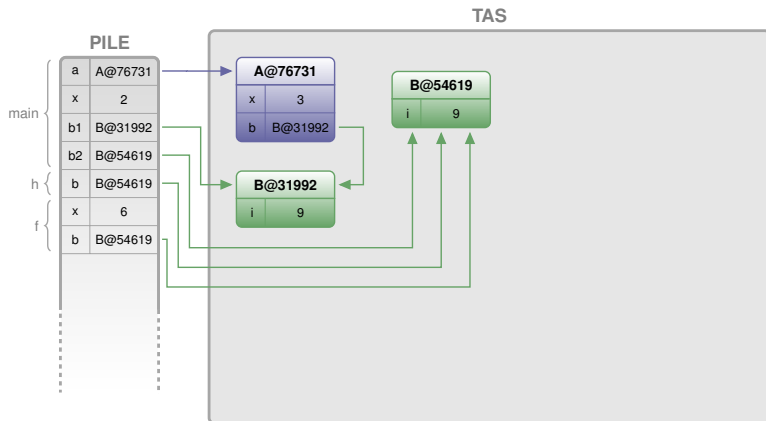 TAS
PILE
main
a A@76731
x 2
b1 B@31992
b2 B@54619
h
b B@54619
f
x 6
b B@54619
A@76731
x 3
b B@31992
B@54619
i 9
B@31992
i 9